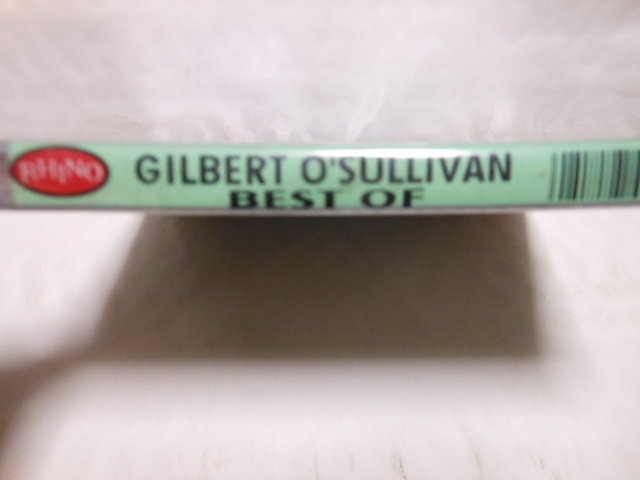 RHINO
GILBERT O'SULLIVAN
BEST OF